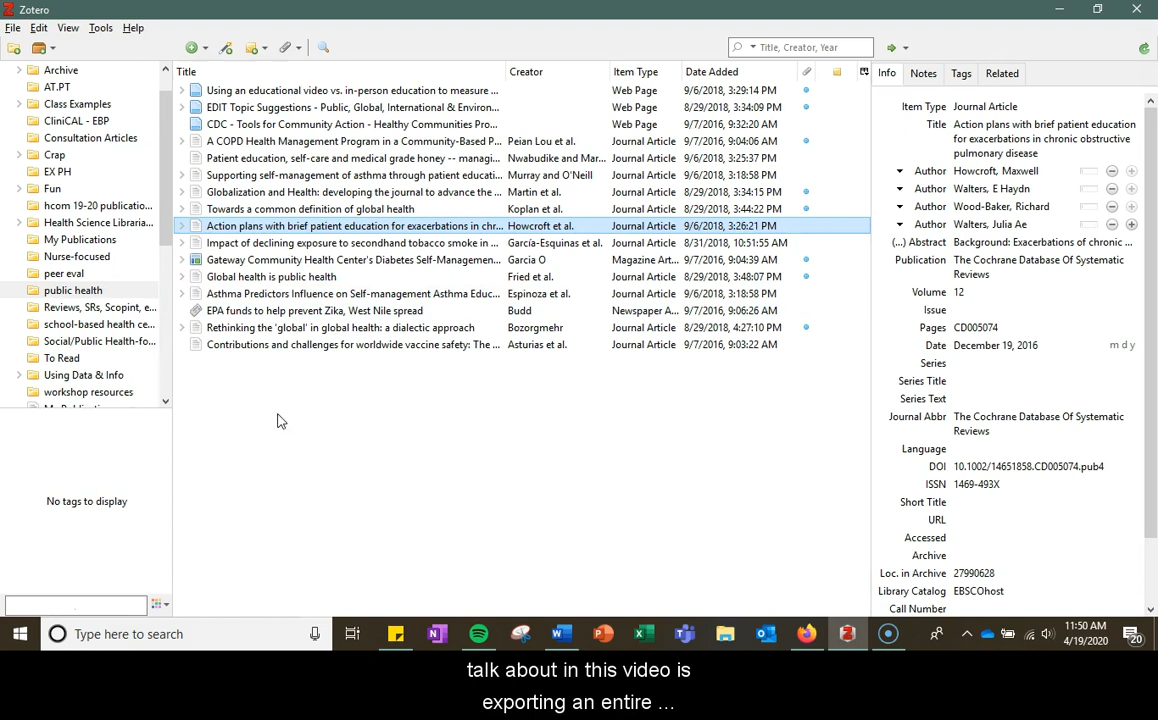 Zotero
File Edit View Tools Help
Title, Creator, Year
Archive
AT.PT
Class Examples
CliniCAL - EBP
Consultation Articles
Crap
EX PH
Fun
hcom 19-20 publicatio...
Health Science Libraria...
My Publications
Nurse-focused
peer eval
public health
Reviews, SRs, Scopint, e...
school-based health ce...
Social/Public Health-fo...
To Read
Using Data & Info
workshop resources
No tags to display
Title Creator Item Type Date Added
Using an educational video vs. in-person education to measure ... Web Page 9/6/2018, 3:29:14 PM
EDIT Topic Suggestions - Public, Global, International & Environ... Web Page 8/29/2018, 3:34:09 PM
CDC - Tools for Community Action - Healthy Communities Pro... Web Page 9/7/2016, 9:32:20 AM
A COPD Health Management Program in a Community-Based P... Peian Lou et al. Journal Article 9/7/2016, 9:04:06 AM
Patient education, self-care and medical grade honey -- managi... Nwabudike and Mar... Journal Article 9/6/2018, 3:25:37 PM
Supporting self-management of asthma through patient educati... Murray and O'Neill Journal Article 9/6/2018, 3:18:58 PM
Globalization and Health: developing the journal to advance the ... Martin et al. Journal Article 8/29/2018, 3:34:15 PM
Towards a common definition of global health Koplan et al. Journal Article 8/29/2018, 3:44:22 PM
Action plans with brief patient education for exacerbations in chr... Howcroft et al. Journal Article 9/6/2018, 3:26:21 PM
Impact of declining exposure to secondhand tobacco smoke in ... García-Esquinas et al. Journal Article 8/31/2018, 10:51:55 AM
Gateway Community Health Center's Diabetes Self-Managemen... Garcia O Magazine Art... 9/7/2016, 9:04:39 AM
Global health is public health Fried et al. Journal Article 8/29/2018, 3:48:07 PM
Asthma Predictors Influence on Self-management Asthma Educ... Espinoza et al. Journal Article 9/6/2018, 3:18:58 PM
EPA funds to help prevent Zika, West Nile spread Budd Newspaper A... 9/7/2016, 9:06:26 AM
Rethinking the 'global' in global health: a dialectic approach Bozorgmehr Journal Article 8/29/2018, 4:27:10 PM
Contributions and challenges for worldwide vaccine safety: The ... Asturias et al. Journal Article 9/7/2016, 9:03:22 AM
Info Notes Tags Related
Item Type Journal Article
Title Action plans with brief patient education
for exacerbations in chronic obstructive
pulmonary disease
Author Howcroft, Maxwell
Author Walters, E Haydn
Author Wood-Baker, Richard
Author Walters, Julia Ae
(...) Abstract Background: Exacerbations of chronic ...
Publication The Cochrane Database Of Systematic
Reviews
Volume 12
Issue
Pages CD005074
Date December 19, 2016 m d y
Series
Series Title
Series Text
Journal Abbr The Cochrane Database Of Systematic
Reviews
Language
DOI 10.1002/14651858.CD005074.pub4
ISSN 1469-493X
Short Title
URL
Accessed
Archive
Loc. in Archive 27990628
Library Catalog EBSCOhost
Call Number
Type here to search
11:50 AM
4/19/2020
20
talk about in this video is
exporting an entire ...